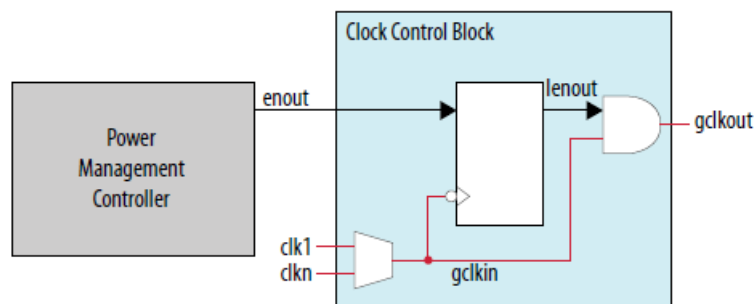 Clock Control Block
enout
lenout
gclkout
Power
Management
Controller
clk1
clkn
gclkin